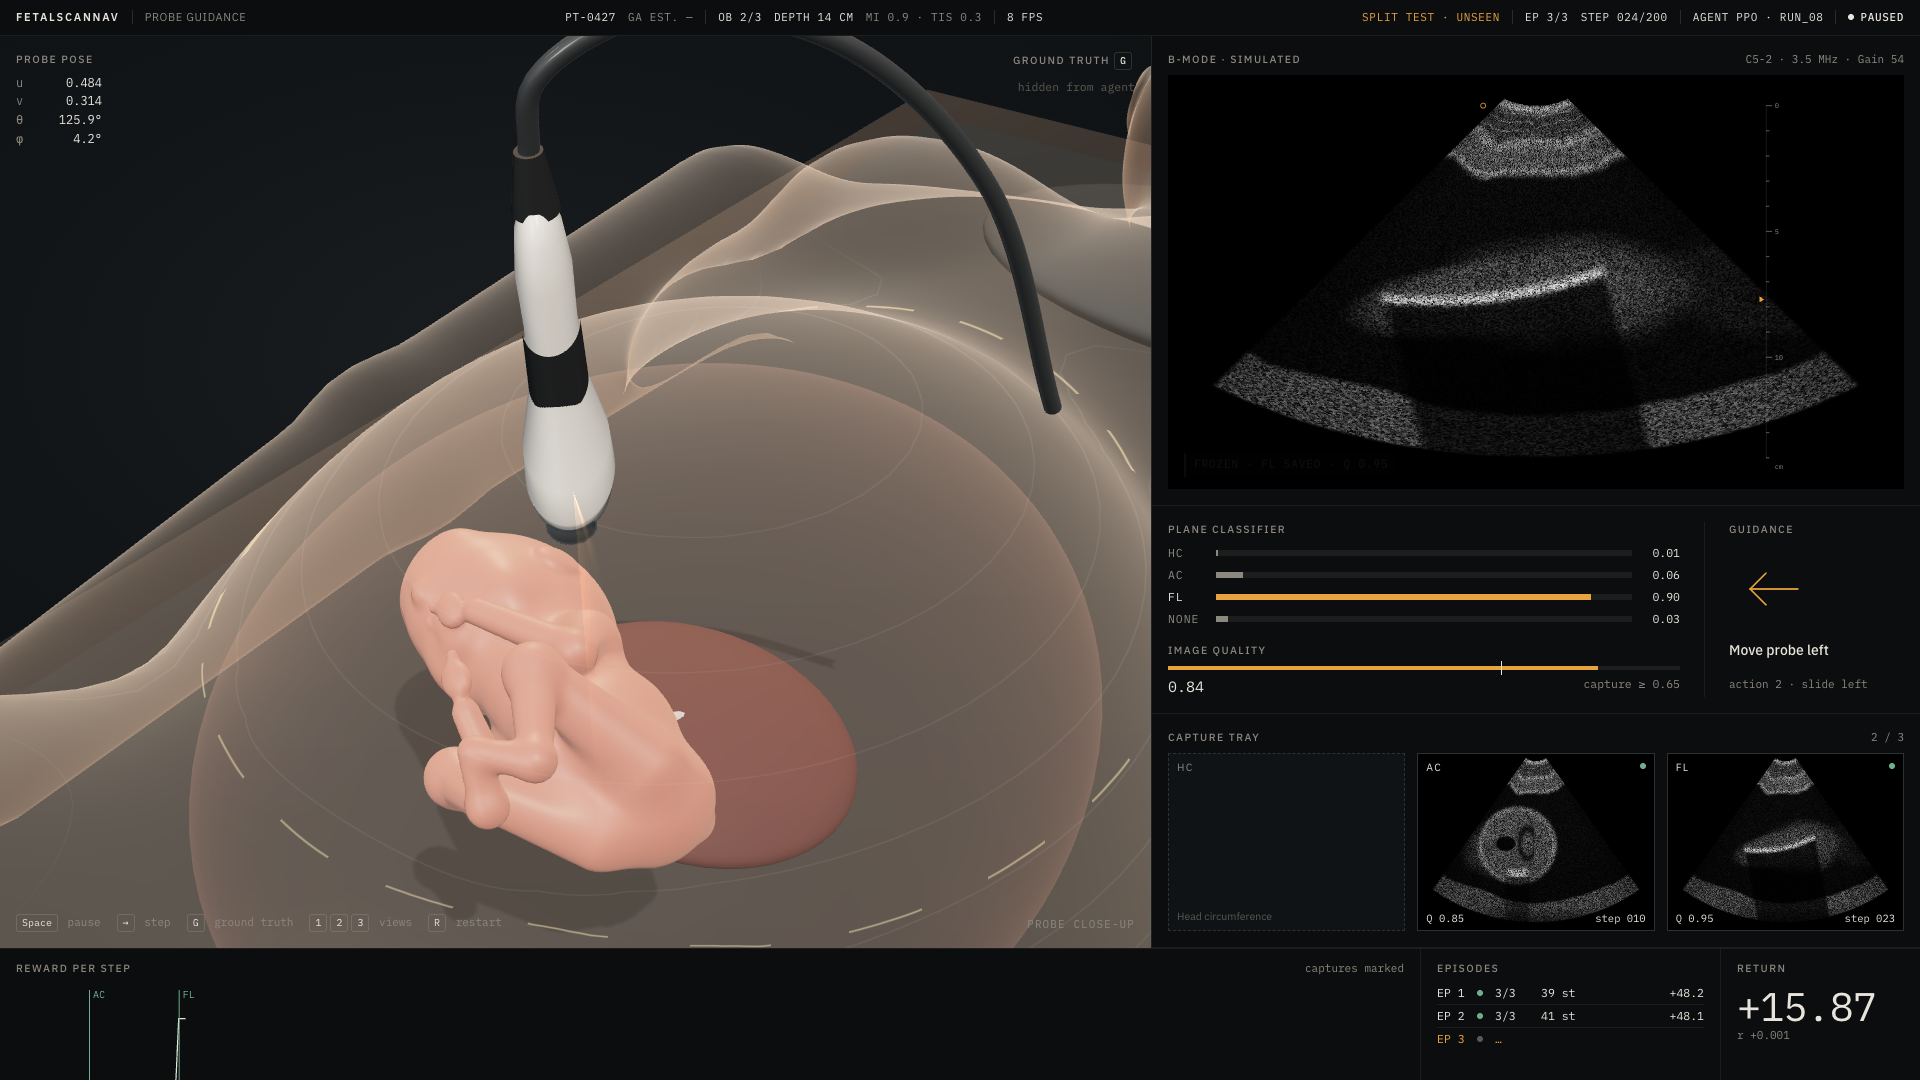 FETALSCANNAV PROBE GUIDANCE PT-0427 GA EST. — OB 2/3 DEPTH 14 CM MI 0.9 · TIS 0.3 8 FPS SPLIT TEST · UNSEEN EP 3/3 STEP 024/200 AGENT PPO · RUN_08 PAUSED
PROBE POSE
u 0.484
v 0.314
θ 125.9°
φ 4.2°
GROUND TRUTH G
hidden from agent
Space pause → step G ground truth 1 2 3 views R restart
PROBE CLOSE-UP
B-MODE · SIMULATED C5-2 · 3.5 MHz · Gain 54
0
5
10
cm
FROZEN · FL SAVED · Q 0.95
PLANE CLASSIFIER
HC 0.01
AC 0.06
FL 0.90
NONE 0.03
IMAGE QUALITY
0.84 capture ≥ 0.65
GUIDANCE
Move probe left
action 2 · slide left
CAPTURE TRAY 2 / 3
HC
Head circumference
AC
Q 0.85 step 010
FL
Q 0.95 step 023
REWARD PER STEP captures marked
AC FL
EPISODES
EP 1 3/3 39 st +48.2
EP 2 3/3 41 st +48.1
EP 3 …
RETURN
+15.87
r +0.001